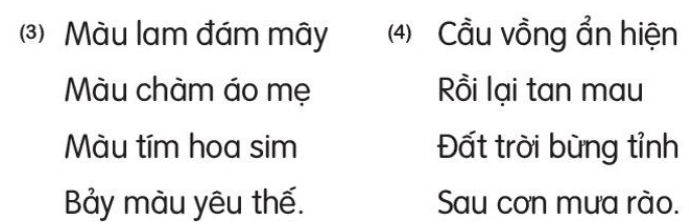 (3) Màu lam đám mây
Màu chàm áo mẹ
Màu tím hoa sim
Bảy màu yêu thế.
(4) Cầu vồng ẩn hiện
Rồi lại tan mau
Đất trời bừng tỉnh
Sau cơn mưa rào.